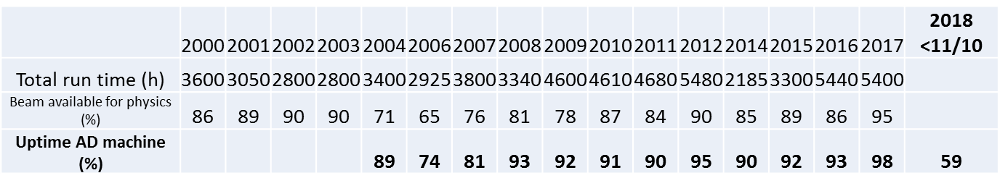 2018
2000 2001 2002 2003 2004 2006 2007 2008 2009 2010 2011 2012 2014 2015 2016 2017 <11/10
Total run time (h) 3600 3050 2800 2800 3400 2925 3800 3340 4600 4610 4680 5480 2185 3300 5440 5400
Beam available for physics
(%) 86 89 90 90 71 65 76 81 78 87 84 90 85 89 86 95
Uptime AD machine
(%) 89 74 81 93 92 91 90 95 90 92 93 98 59